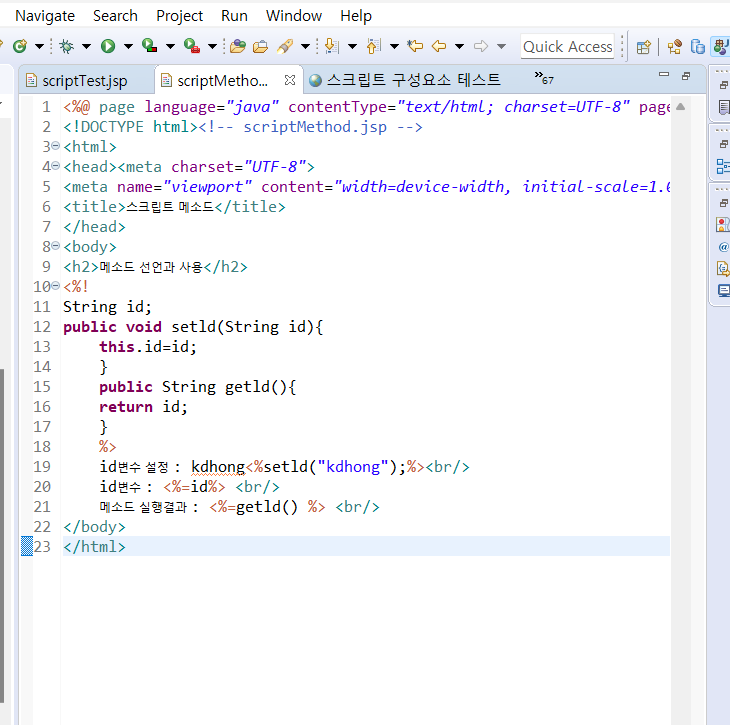 Navigate Search Project Run Window Help
Quick Access
scriptTest.jsp scriptMetho... 스크립트 구성요소 테스트 »67
1 <%@ page language="java" contentType="text/html; charset=UTF-8" page
2 <!DOCTYPE html><!-- scriptMethod.jsp -->
3 <html>
4 <head><meta charset="UTF-8">
5 <meta name="viewport" content="width=device-width, initial-scale=1.0
6 <title>스크립트 메소드</title>
7 </head>
8 <body>
9 <h2>메소드 선언과 사용</h2>
10 <%!
11 String id;
12 public void setld(String id){
13 this.id=id;
14 }
15 public String getld(){
16 return id;
17 }
18 %>
19 id변수 설정 : kdhong<%setld("kdhong");%><br/>
20 id변수 : <%=id%> <br/>
21 메소드 실행결과 : <%=getld() %> <br/>
22 </body>
23 </html>